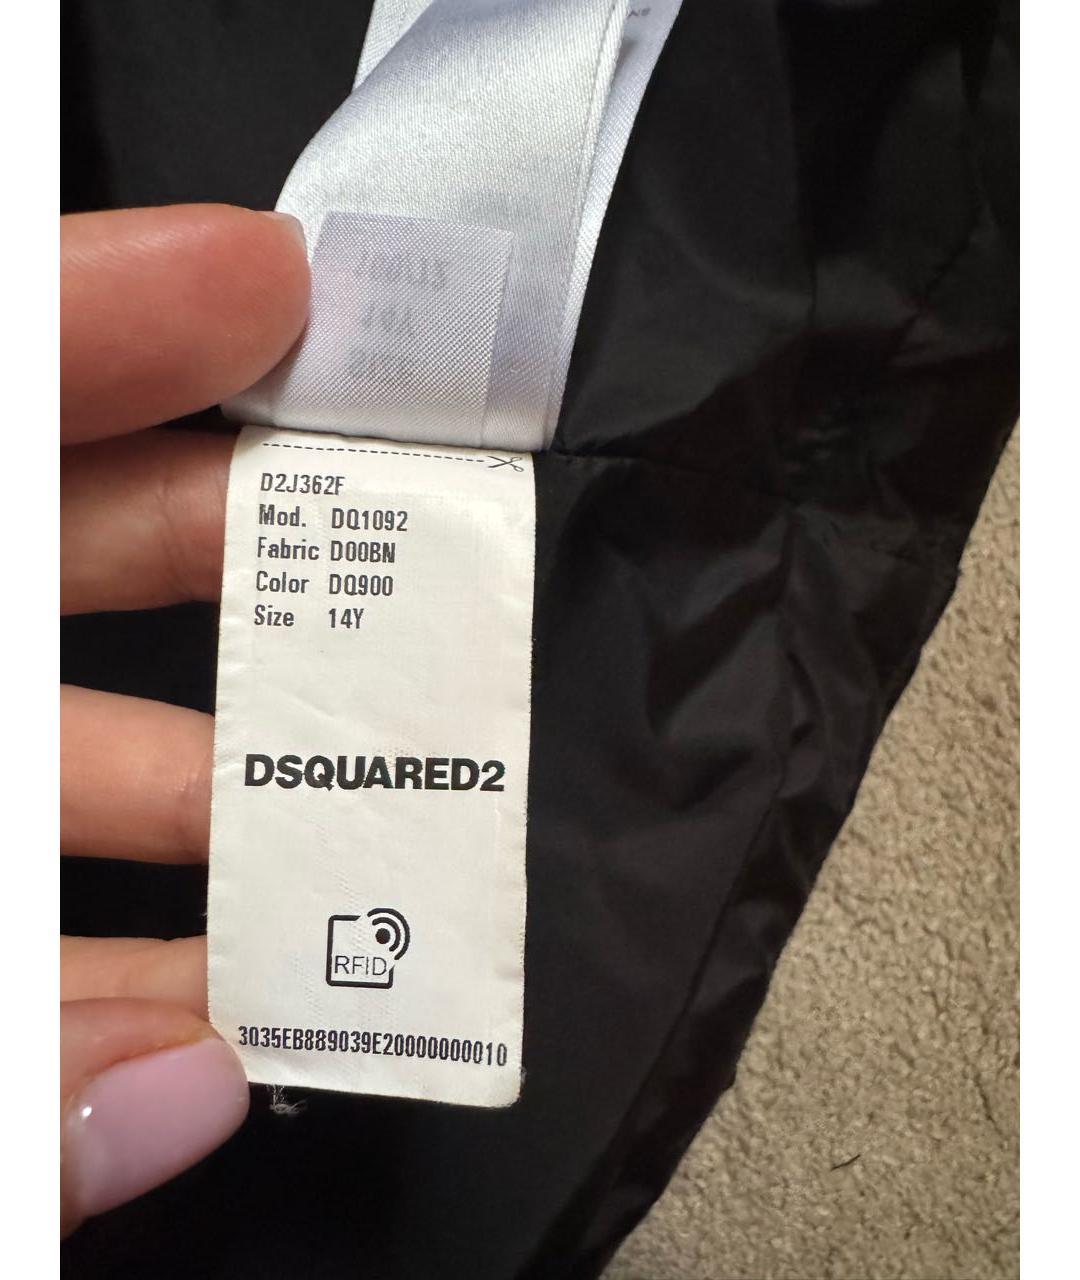 D2J362F
Mod. DQ1092
Fabric D00BN
Color DQ900
Size 14Y
DSQUARED2
RFID
3035EB889039E20000000010